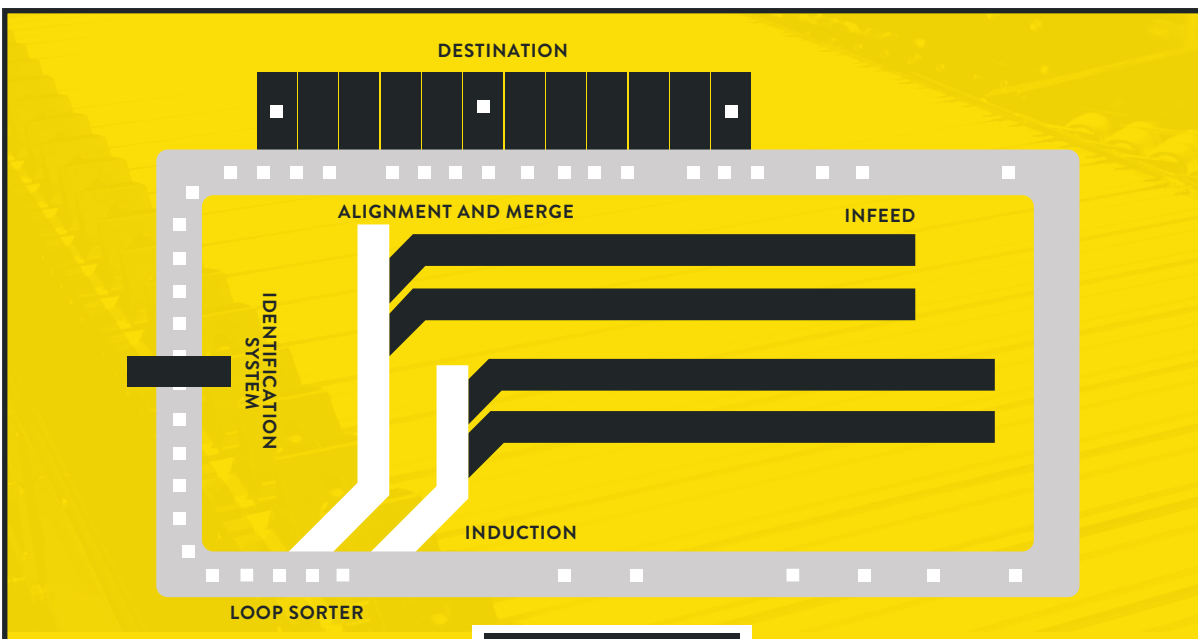 DESTINATION
ALIGNMENT AND MERGE
INFEED
IDENTIFICATION
SYSTEM
INDUCTION
LOOP SORTER